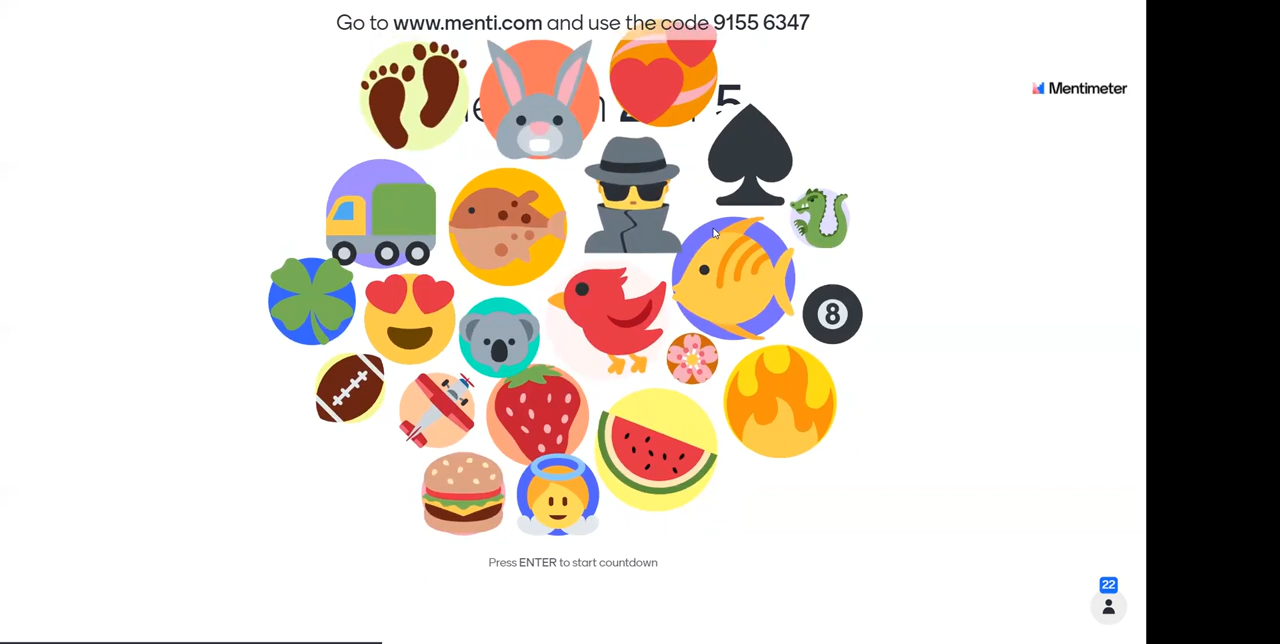 Go to www.menti.com and use the code 9155 6347
Mentimeter
8
Press ENTER to start countdown
22